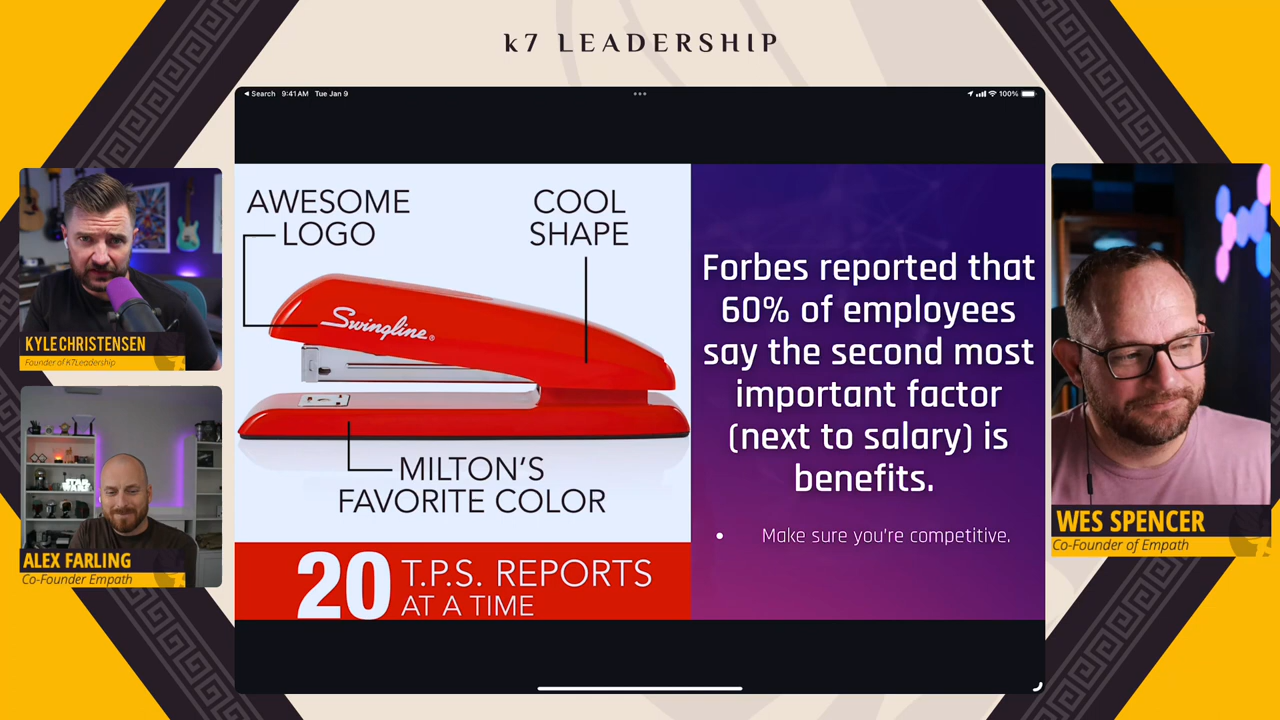 k7 LEADERSHIP
Search 9:41 AM Tue Jan 9
100%
AWESOME
LOGO
COOL
SHAPE
Swingline®
MILTON'S
FAVORITE COLOR
20 T.P.S. REPORTS
AT A TIME
Forbes reported that
60% of employees
say the second most
important factor
(next to salary) is
benefits.
• Make sure you're competitive.
KYLE CHRISTENSEN
Founder of K7Leadership
STAR
WARS
ALEX FARLING
Co-Founder Empath
WES SPENCER
Co-Founder of Empath